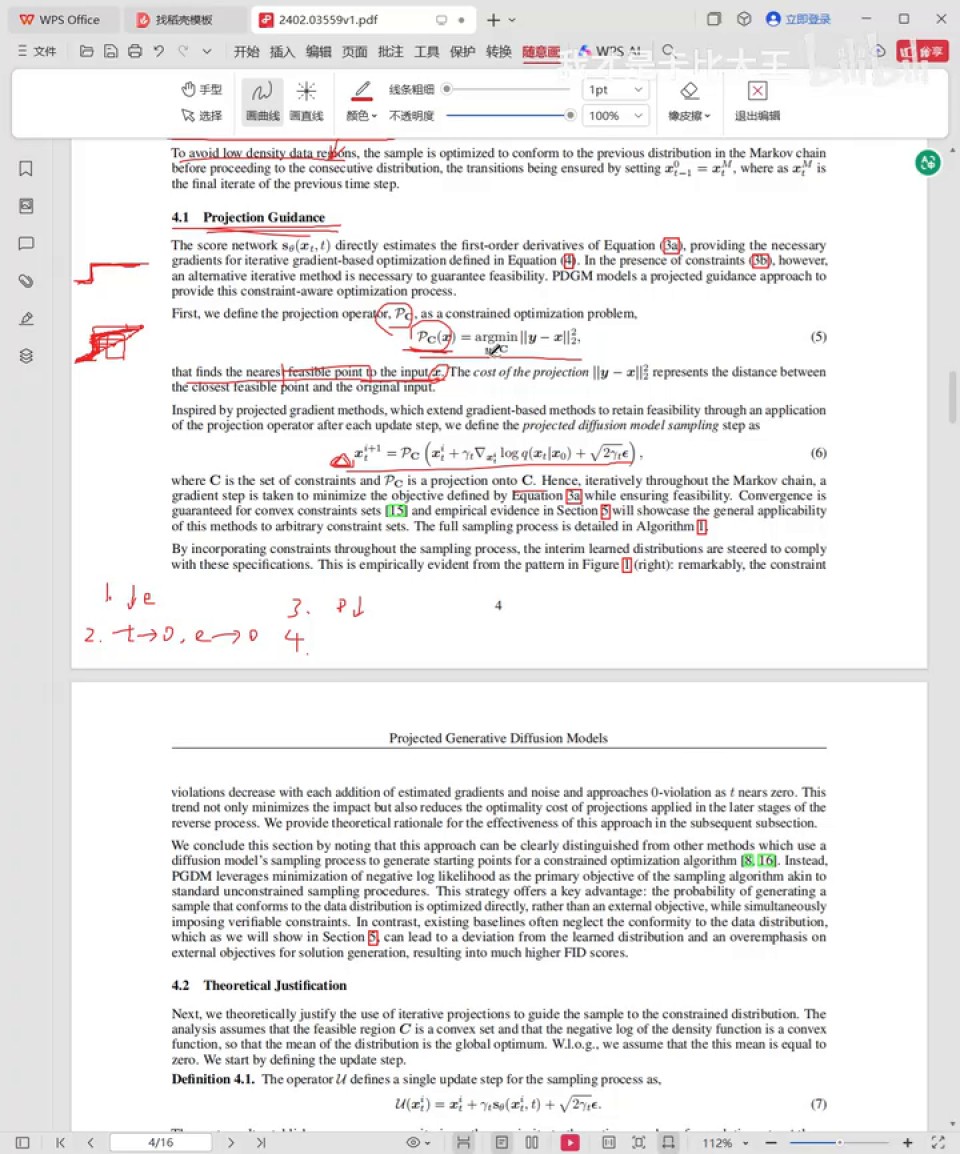 WPS Office 找稻壳模板 2402.03559v1.pdf 立即登录
文件 开始 插入 编辑 页面 批注 工具 保护 转换 随意画 WPS AI 分享
我才是卡比大王 bilibili
手型 选择 画曲线 画直线 颜色 线条粗细 1pt 不透明度 100% 橡皮擦 退出编辑
To avoid low density data regions, the sample is optimized to conform to the previous distribution in the Markov chain
before proceeding to the consecutive distribution, the transitions being ensured by setting x_{t−1}^0 = x_t^M, where as x_t^M is
the final iterate of the previous time step.
4.1 Projection Guidance
The score network s_θ(x_t, t) directly estimates the first-order derivatives of Equation (3a), providing the necessary
gradients for iterative gradient-based optimization defined in Equation (4). In the presence of constraints (3b), however,
an alternative iterative method is necessary to guarantee feasibility. PDGM models a projected guidance approach to
provide this constraint-aware optimization process.
First, we define the projection operator, P_C, as a constrained optimization problem,
P_C(x) = argmin_{y∈C} ||y − x||_2^2, (5)
that finds the nearest feasible point to the input x. The cost of the projection ||y − x||_2^2 represents the distance between
the closest feasible point and the original input.
Inspired by projected gradient methods, which extend gradient-based methods to retain feasibility through an application
of the projection operator after each update step, we define the projected diffusion model sampling step as
x_t^{i+1} = P_C (x_t^i + γ_t ∇_{x_t^i} log q(x_t|x_0) + √2γ_t ε), (6)
where C is the set of constraints and P_C is a projection onto C. Hence, iteratively throughout the Markov chain, a
gradient step is taken to minimize the objective defined by Equation 3a while ensuring feasibility. Convergence is
guaranteed for convex constraints sets [15] and empirical evidence in Section 5 will showcase the general applicability
of this methods to arbitrary constraint sets. The full sampling process is detailed in Algorithm 1.
By incorporating constraints throughout the sampling process, the interim learned distributions are steered to comply
with these specifications. This is empirically evident from the pattern in Figure 1 (right): remarkably, the constraint
1. ↓e 3. P↓
4
2. t→0, e→0 4.
Projected Generative Diffusion Models
violations decrease with each addition of estimated gradients and noise and approaches 0-violation as t nears zero. This
trend not only minimizes the impact but also reduces the optimality cost of projections applied in the later stages of the
reverse process. We provide theoretical rationale for the effectiveness of this approach in the subsequent subsection.
We conclude this section by noting that this approach can be clearly distinguished from other methods which use a
diffusion model's sampling process to generate starting points for a constrained optimization algorithm [8, 16]. Instead,
PGDM leverages minimization of negative log likelihood as the primary objective of the sampling algorithm akin to
standard unconstrained sampling procedures. This strategy offers a key advantage: the probability of generating a
sample that conforms to the data distribution is optimized directly, rather than an external objective, while simultaneously
imposing verifiable constraints. In contrast, existing baselines often neglect the conformity to the data distribution,
which as we will show in Section 5, can lead to a deviation from the learned distribution and an overemphasis on
external objectives for solution generation, resulting into much higher FID scores.
4.2 Theoretical Justification
Next, we theoretically justify the use of iterative projections to guide the sample to the constrained distribution. The
analysis assumes that the feasible region C is a convex set and that the negative log of the density function is a convex
function, so that the mean of the distribution is the global optimum. W.l.o.g., we assume that the this mean is equal to
zero. We start by defining the update step.
Definition 4.1. The operator U defines a single update step for the sampling process as,
U(x_t^i) = x_t^i + γ_t s_θ(x_t^i, t) + √2γ_t ε. (7)
4/16 112%